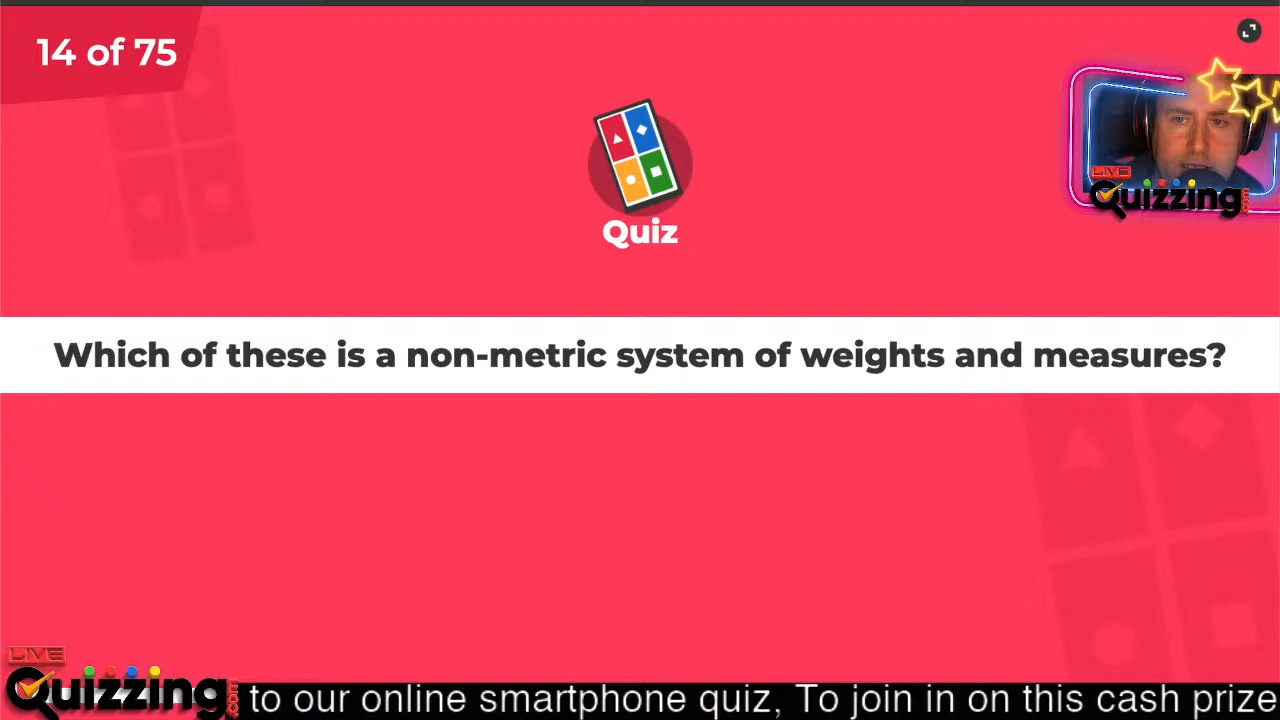 14 of 75
LIVE
Quizzing
.com
Quiz
Which of these is a non-metric system of weights and measures?
LIVE
Quizzing
.com
to our online smartphone quiz, To join in on this cash prize